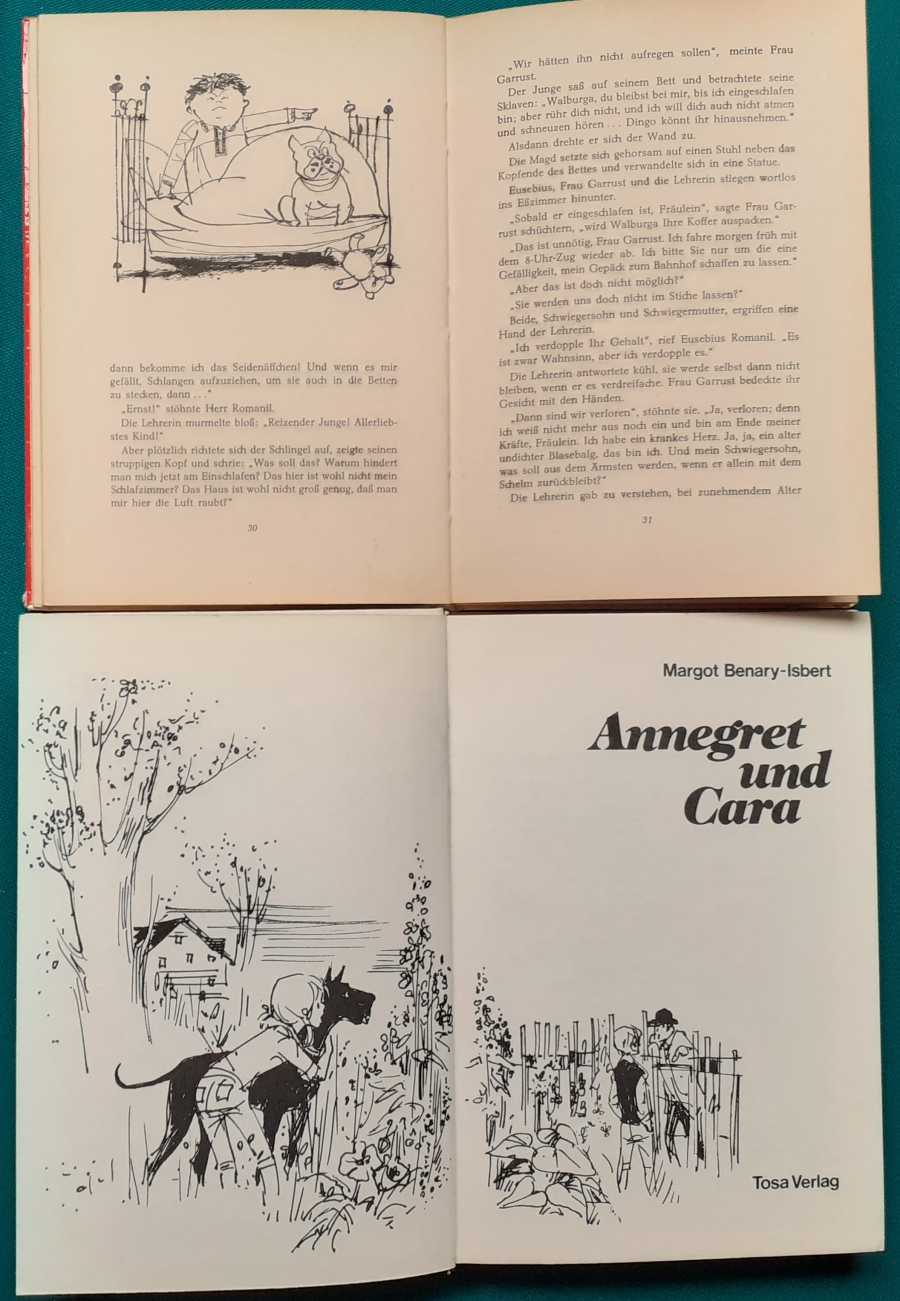 dann bekomme ich das Seidenäffchen! Und wenn es mir
gefällt, Schlangen aufzuziehen, um sie auch in die Betten
zu stecken, dann . . .“
„Ernst!“ stöhnte Herr Romanil.
Die Lehrerin murmelte bloß: „Reizender Junge! Allerlieb-
stes Kind!“
Aber plötzlich richtete sich der Schlingel auf, zeigte seinen
struppigen Kopf und schrie: „Was soll das? Warum hindert
man mich jetzt am Einschlafen? Das hier ist wohl nicht mein
Schlafzimmer? Das Haus ist wohl nicht groß genug, daß man
mir hier die Luft raubt?“
30
„Wir hätten ihn nicht aufregen sollen“, meinte Frau
Garrust.
Der Junge saß auf seinem Bett und betrachtete seine
Sklaven: „Walburga, du bleibst bei mir, bis ich eingeschlafen
bin; aber rühr dich nicht, und ich will dich auch nicht atmen
und schneuzen hören . . . Dingo könnt ihr hinausnehmen.“
Alsdann drehte er sich der Wand zu.
Die Magd setzte sich gehorsam auf einen Stuhl neben das
Kopfende des Bettes und verwandelte sich in eine Statue.
Eusebius, Frau Garrust und die Lehrerin stiegen wortlos
ins Eßzimmer hinunter.
„Sobald er eingeschlafen ist, Fräulein“, sagte Frau Gar-
rust schüchtern, „wird Walburga Ihre Koffer auspacken.“
„Das ist unnötig, Frau Garrust. Ich fahre morgen früh mit
dem 8-Uhr-Zug wieder ab. Ich bitte Sie nur um die eine
Gefälligkeit, mein Gepäck zum Bahnhof schaffen zu lassen.“
„Aber das ist doch nicht möglich?“
„Sie werden uns doch nicht im Stiche lassen?“
Beide, Schwiegersohn und Schwiegermutter, ergriffen eine
Hand der Lehrerin.
„Ich verdopple Ihr Gehalt“, rief Eusebius Romanil. „Es
ist zwar Wahnsinn, aber ich verdopple es.“
Die Lehrerin antwortete kühl, sie werde selbst dann nicht
bleiben, wenn er es verdreifache. Frau Garrust bedeckte ihr
Gesicht mit den Händen.
„Dann sind wir verloren“, stöhnte sie. „Ja, verloren; denn
ich weiß nicht mehr aus noch ein und bin am Ende meiner
Kräfte, Fräulein. Ich habe ein krankes Herz. Ja, ja, ein alter
undichter Blasebalg, das bin ich. Und mein Schwiegersohn,
was soll aus dem Ärmsten werden, wenn er allein mit dem
Schelm zurückbleibt?“
Die Lehrerin gab zu verstehen, bei zunehmendem Alter
31
Margot Benary-Isbert
Annegret
und
Cara
Tosa Verlag